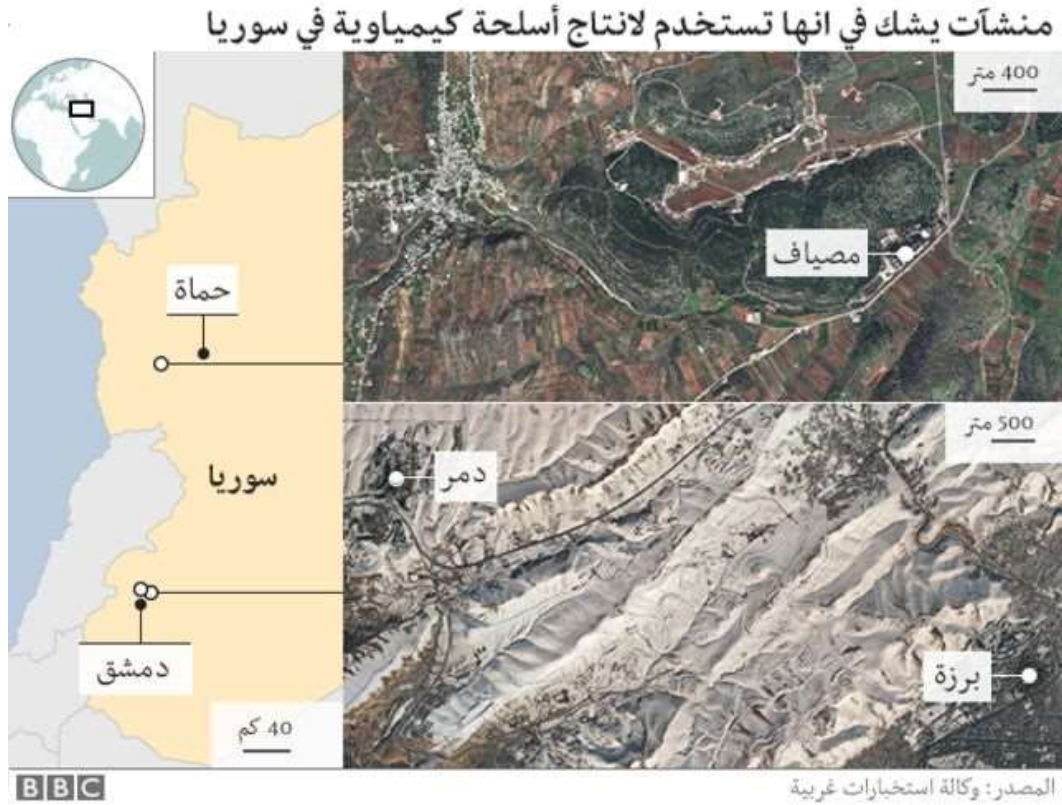 منشآت يشك في انها تستخدم لانتاج أسلحة كيمياوية في سوريا
400 متر
مصياف
حماة
500 متر
دمر
سوريا
برزة
دمشق
40 كم
BBC
المصدر: وكالة استخبارات غربية